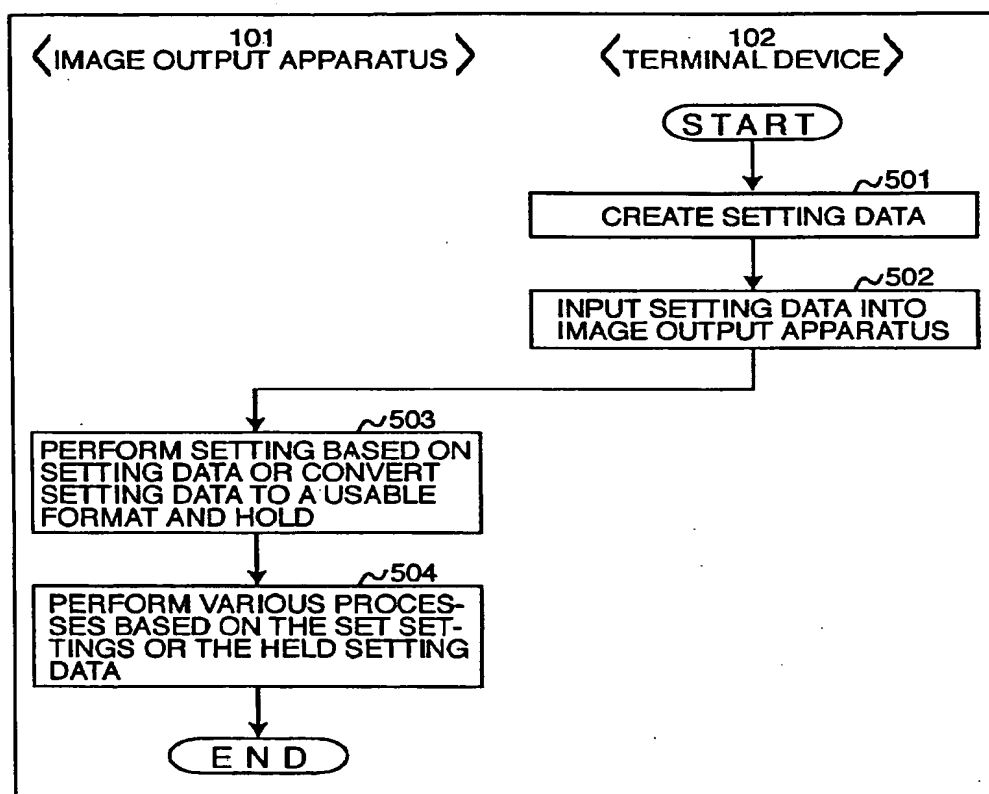 101
<IMAGE OUTPUT APPARATUS>
102
<TERMINAL DEVICE>
START
501
CREATE SETTING DATA
502
INPUT SETTING DATA INTO
IMAGE OUTPUT APPARATUS
503
PERFORM SETTING BASED ON
SETTING DATA OR CONVERT
SETTING DATA TO A USABLE
FORMAT AND HOLD
504
PERFORM VARIOUS PROCES-
SES BASED ON THE SET SET-
TINGS OR THE HELD SETTING
DATA
END